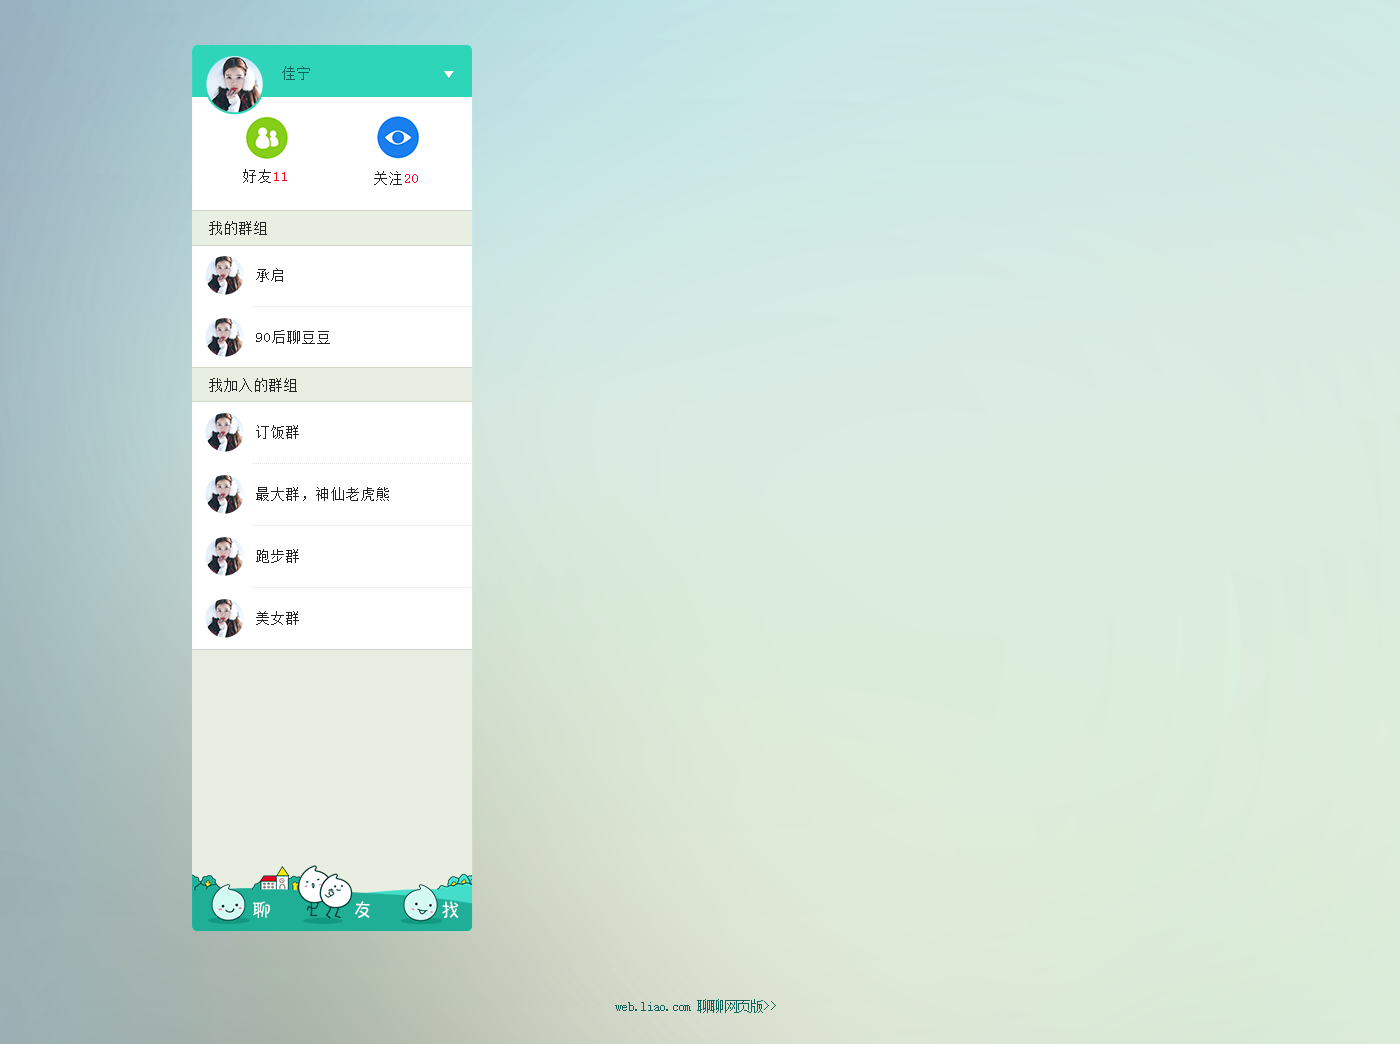 佳宁
好友11
关注20
我的群组
承启
90后聊豆豆
我加入的群组
订饭群
最大群，神仙老虎熊
跑步群
美女群
聊 友 找
web.liao.com 聊聊网页版>>